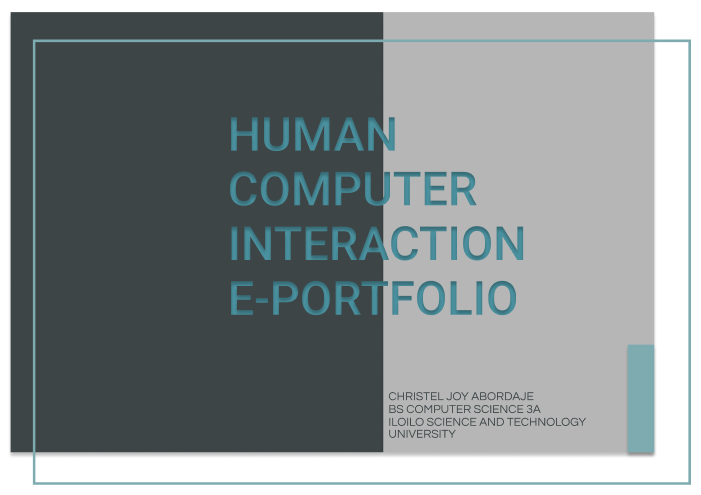 HUMAN
COMPUTER
INTERACTION
E-PORTFOLIO
CHRISTEL JOY ABORDAJE
BS COMPUTER SCIENCE 3A
ILOILO SCIENCE AND TECHNOLOGY
UNIVERSITY